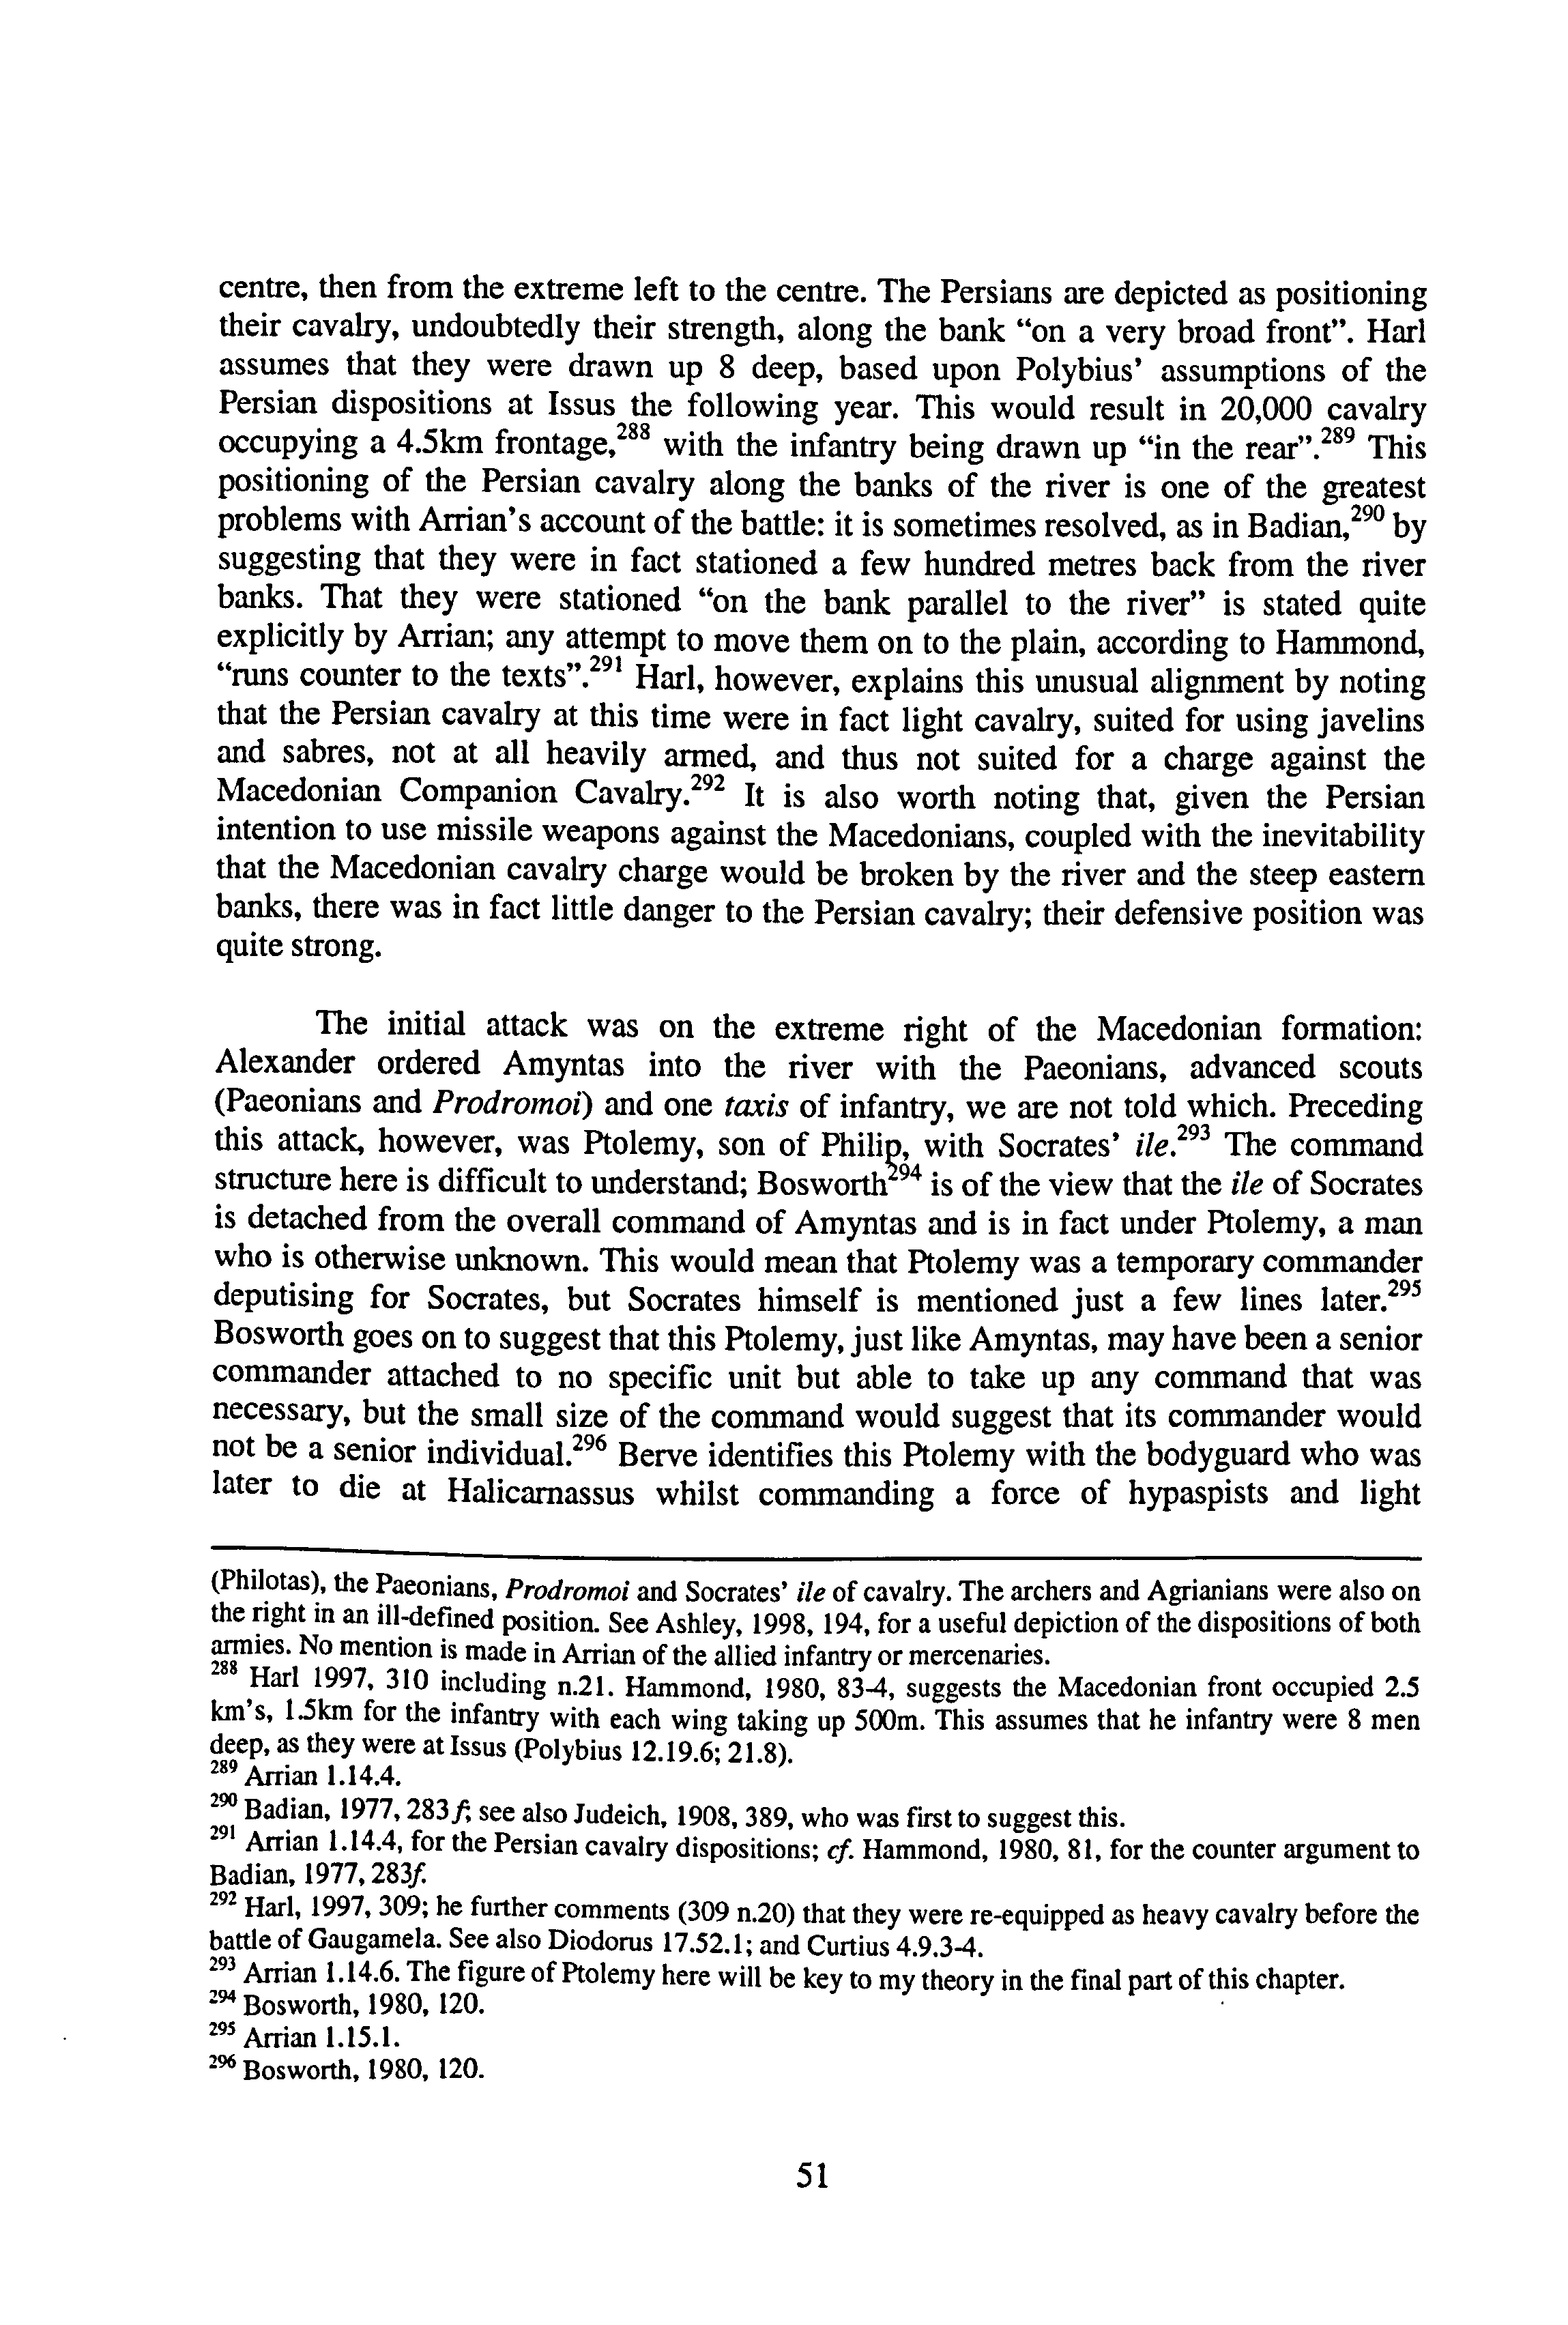 centre, then from the extreme left to the centre. The Persians are depicted as positioning
their cavalry, undoubtedly their strength, along the bank “on a very broad front”. Harl
assumes that they were drawn up 8 deep, based upon Polybius’ assumptions of the
Persian dispositions at Issus the following year. This would result in 20,000 cavalry
occupying a 4.5km frontage,288 with the infantry being drawn up “in the rear”.289 This
positioning of the Persian cavalry along the banks of the river is one of the greatest
problems with Arrian’s account of the battle: it is sometimes resolved, as in Badian,290 by
suggesting that they were in fact stationed a few hundred metres back from the river
banks. That they were stationed “on the bank parallel to the river” is stated quite
explicitly by Arrian; any attempt to move them on to the plain, according to Hammond,
“runs counter to the texts”.291 Harl, however, explains this unusual alignment by noting
that the Persian cavalry at this time were in fact light cavalry, suited for using javelins
and sabres, not at all heavily armed, and thus not suited for a charge against the
Macedonian Companion Cavalry.292 It is also worth noting that, given the Persian
intention to use missile weapons against the Macedonians, coupled with the inevitability
that the Macedonian cavalry charge would be broken by the river and the steep eastern
banks, there was in fact little danger to the Persian cavalry; their defensive position was
quite strong.
The initial attack was on the extreme right of the Macedonian formation:
Alexander ordered Amyntas into the river with the Paeonians, advanced scouts
(Paeonians and Prodromoi) and one taxis of infantry, we are not told which. Preceding
this attack, however, was Ptolemy, son of Philip, with Socrates’ ile.293 The command
structure here is difficult to understand; Bosworth294 is of the view that the ile of Socrates
is detached from the overall command of Amyntas and is in fact under Ptolemy, a man
who is otherwise unknown. This would mean that Ptolemy was a temporary commander
deputising for Socrates, but Socrates himself is mentioned just a few lines later.295
Bosworth goes on to suggest that this Ptolemy, just like Amyntas, may have been a senior
commander attached to no specific unit but able to take up any command that was
necessary, but the small size of the command would suggest that its commander would
not be a senior individual.296 Berve identifies this Ptolemy with the bodyguard who was
later to die at Halicarnassus whilst commanding a force of hypaspists and light
(Philotas), the Paeonians, Prodromoi and Socrates’ ile of cavalry. The archers and Agrianians were also on
the right in an ill-defined position. See Ashley, 1998, 194, for a useful depiction of the dispositions of both
armies. No mention is made in Arrian of the allied infantry or mercenaries.
288 Harl 1997, 310 including n.21. Hammond, 1980, 83-4, suggests the Macedonian front occupied 2.5
km’s, 1.5km for the infantry with each wing taking up 500m. This assumes that he infantry were 8 men
deep, as they were at Issus (Polybius 12.19.6; 21.8).
289 Arrian 1.14.4.
290 Badian, 1977, 283f; see also Judeich, 1908, 389, who was first to suggest this.
291 Arrian 1.14.4, for the Persian cavalry dispositions; cf. Hammond, 1980, 81, for the counter argument to
Badian, 1977, 283f.
292 Harl, 1997, 309; he further comments (309 n.20) that they were re-equipped as heavy cavalry before the
battle of Gaugamela. See also Diodorus 17.52.1; and Curtius 4.9.3-4.
293 Arrian 1.14.6. The figure of Ptolemy here will be key to my theory in the final part of this chapter.
294 Bosworth, 1980, 120.
295 Arrian 1.15.1.
296 Bosworth, 1980, 120.
51